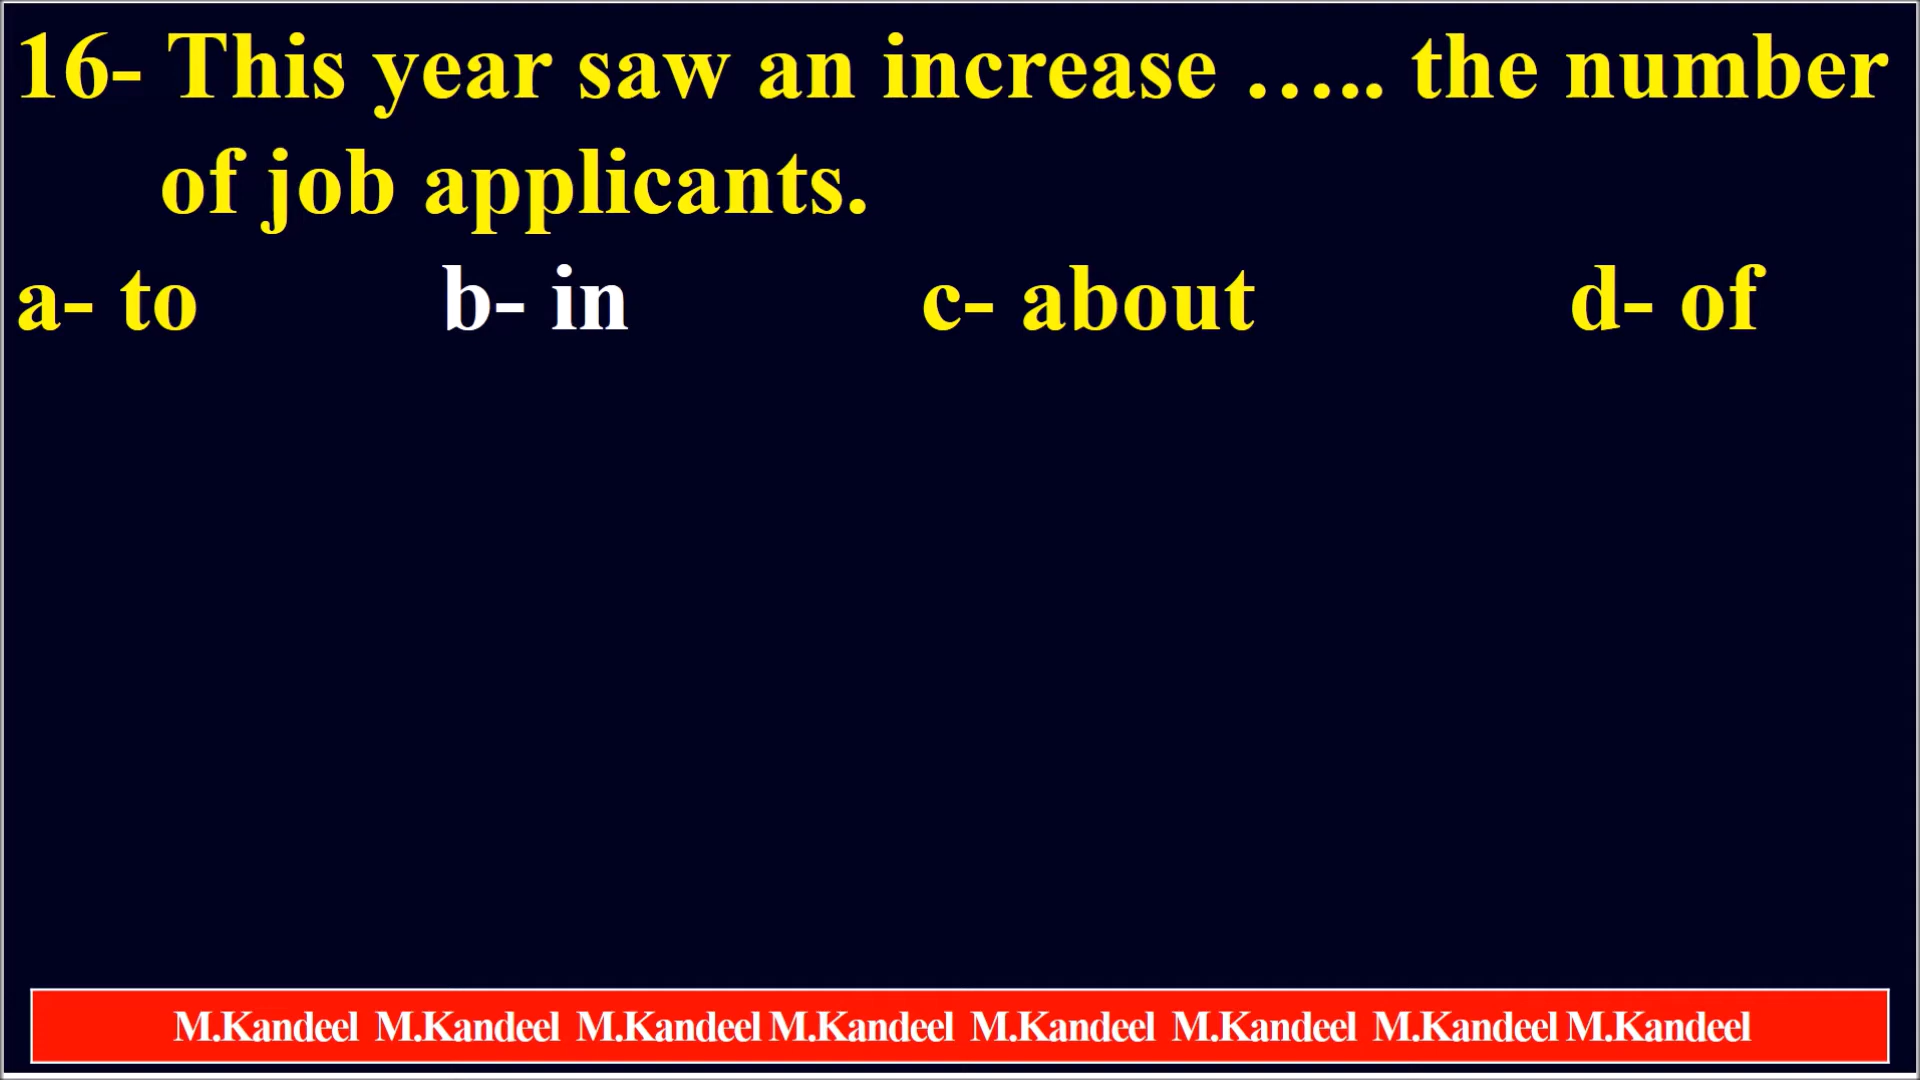 16- This year saw an increase ….. the number
of job applicants.
a- to b- in c- about d- of
M.Kandeel M.Kandeel M.Kandeel M.Kandeel M.Kandeel M.Kandeel M.Kandeel M.Kandeel